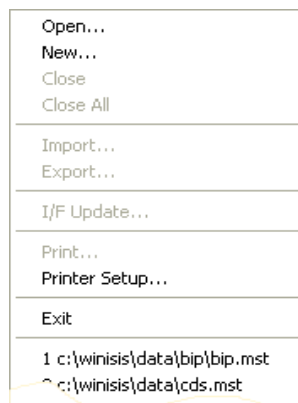 Open...
New...
Close
Close All
Import...
Export...
I/F Update...
Print...
Printer Setup...
Exit
1 c:\winisis\data\bip\bip.mst
c:\winisis\data\cds.mst